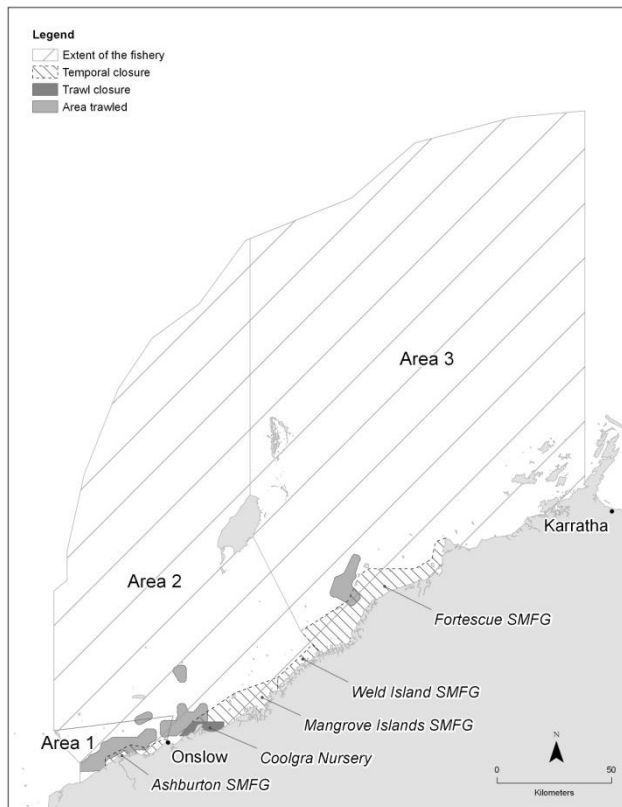 Legend
Extent of the fishery
Temporal closure
Trawl closure
Area trawled
Area 3
Karratha
Area 2
Fortescue SMFG
Weld Island SMFG
Mangrove Islands SMFG
Area 1
Onslow
Coolgra Nursery
Ashburton SMFG
N
0
50
Kilometers